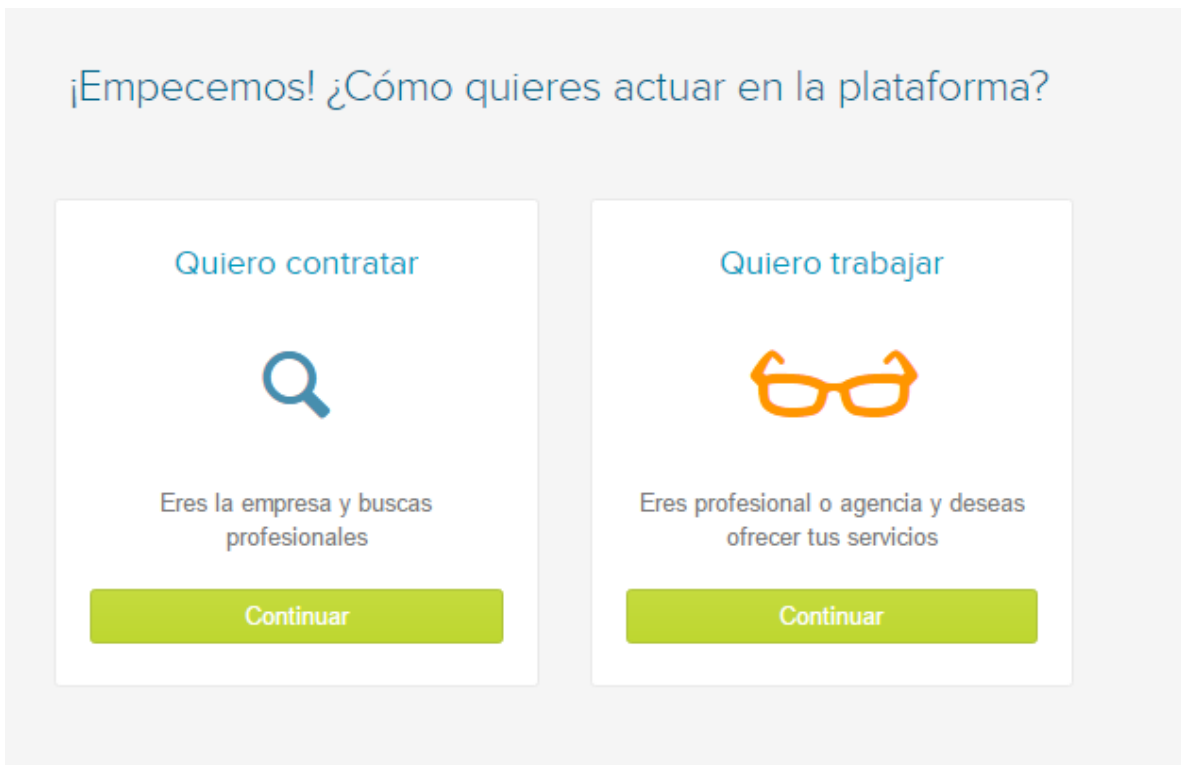 ¡Empecemos! ¿Cómo quieres actuar en la plataforma?
Quiero contratar
Eres la empresa y buscas
profesionales
Continuar
Quiero trabajar
Eres profesional o agencia y deseas
ofrecer tus servicios
Continuar